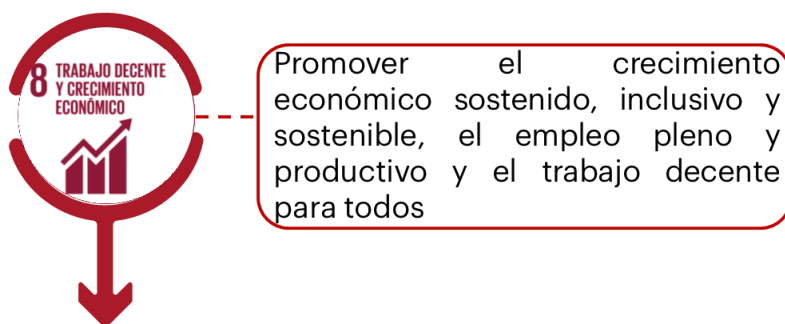 8 TRABAJO DECENTE
Y CRECIMIENTO
ECONÓMICO
Promover el crecimiento
económico sostenido, inclusivo y
sostenible, el empleo pleno y
productivo y el trabajo decente
para todos